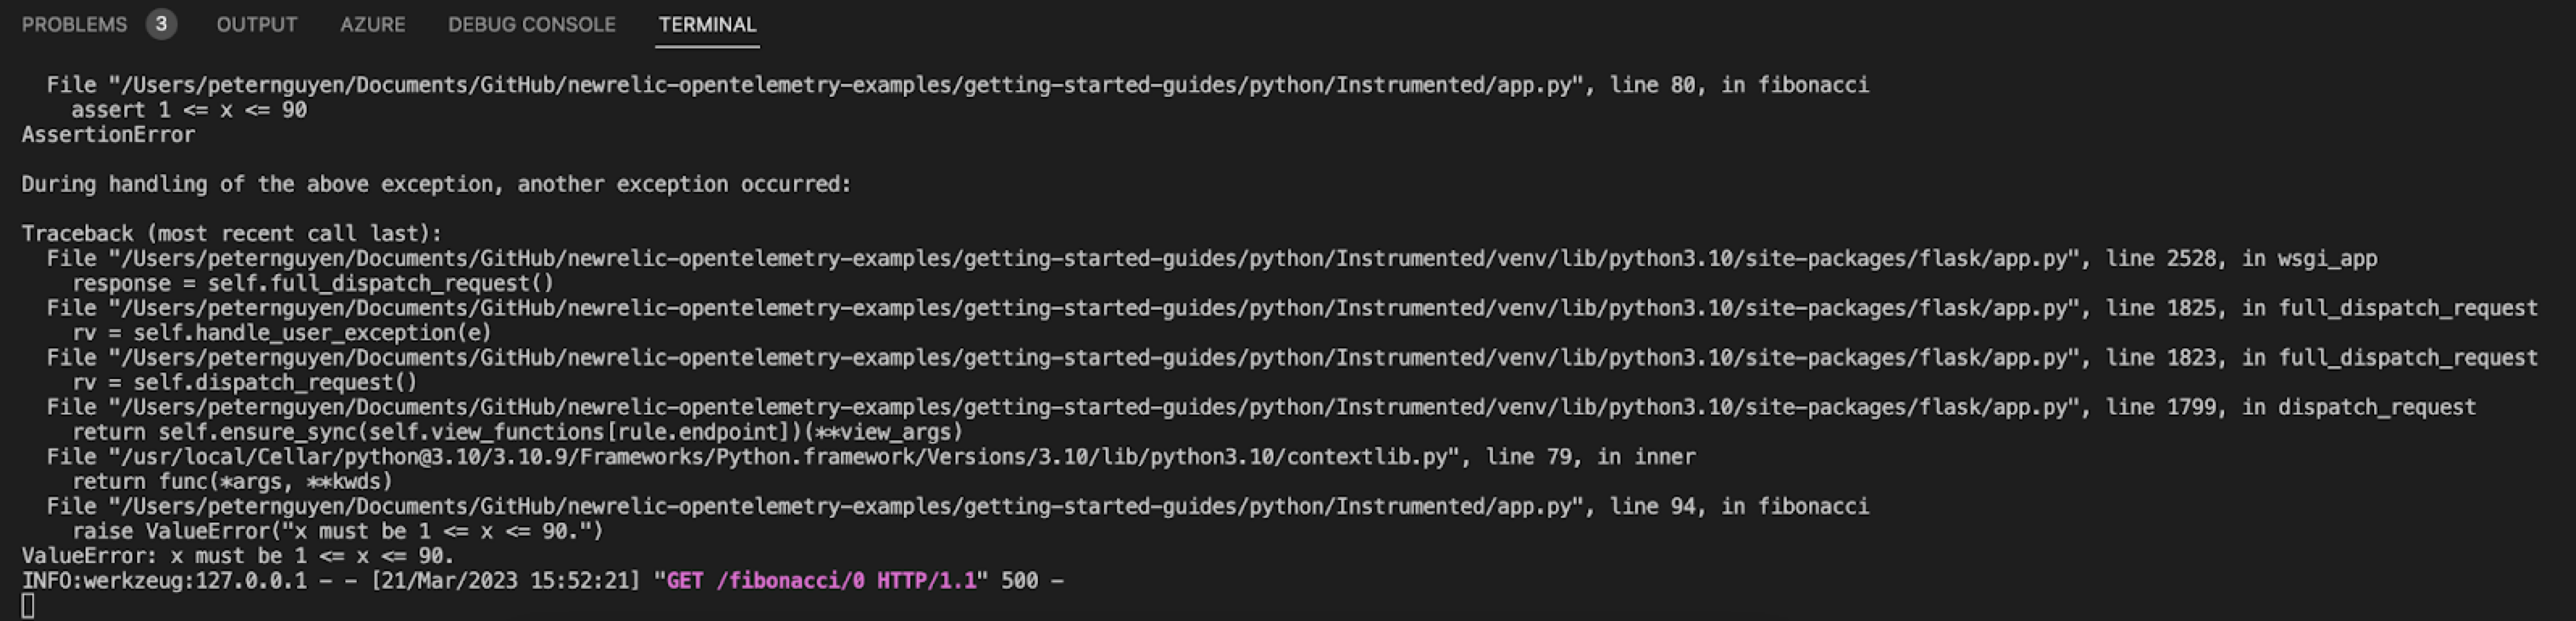 PROBLEMS 3 OUTPUT AZURE DEBUG CONSOLE TERMINAL
File "/Users/peternguyen/Documents/GitHub/newrelic-opentelemetry-examples/getting-started-guides/python/Instrumented/app.py", line 80, in fibonacci
assert 1 <= x <= 90
AssertionError
During handling of the above exception, another exception occurred:
Traceback (most recent call last):
File "/Users/peternguyen/Documents/GitHub/newrelic-opentelemetry-examples/getting-started-guides/python/Instrumented/venv/lib/python3.10/site-packages/flask/app.py", line 2528, in wsgi_app
response = self.full_dispatch_request()
File "/Users/peternguyen/Documents/GitHub/newrelic-opentelemetry-examples/getting-started-guides/python/Instrumented/venv/lib/python3.10/site-packages/flask/app.py", line 1825, in full_dispatch_request
rv = self.handle_user_exception(e)
File "/Users/peternguyen/Documents/GitHub/newrelic-opentelemetry-examples/getting-started-guides/python/Instrumented/venv/lib/python3.10/site-packages/flask/app.py", line 1823, in full_dispatch_request
rv = self.dispatch_request()
File "/Users/peternguyen/Documents/GitHub/newrelic-opentelemetry-examples/getting-started-guides/python/Instrumented/venv/lib/python3.10/site-packages/flask/app.py", line 1799, in dispatch_request
return self.ensure_sync(self.view_functions[rule.endpoint])(**view_args)
File "/usr/local/Cellar/python@3.10/3.10.9/Frameworks/Python.framework/Versions/3.10/lib/python3.10/contextlib.py", line 79, in inner
return func(*args, **kwds)
File "/Users/peternguyen/Documents/GitHub/newrelic-opentelemetry-examples/getting-started-guides/python/Instrumented/app.py", line 94, in fibonacci
raise ValueError("x must be 1 <= x <= 90.")
ValueError: x must be 1 <= x <= 90.
INFO:werkzeug:127.0.0.1 - - [21/Mar/2023 15:52:21] "GET /fibonacci/0 HTTP/1.1" 500 -